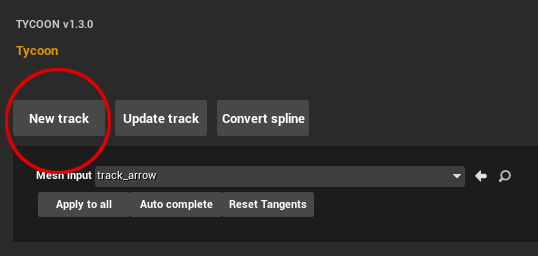 TYCOON v1.3.0
Tycoon
New track Update track Convert spline
Mesh input track_arrow
Apply to all Auto complete Reset Tangents